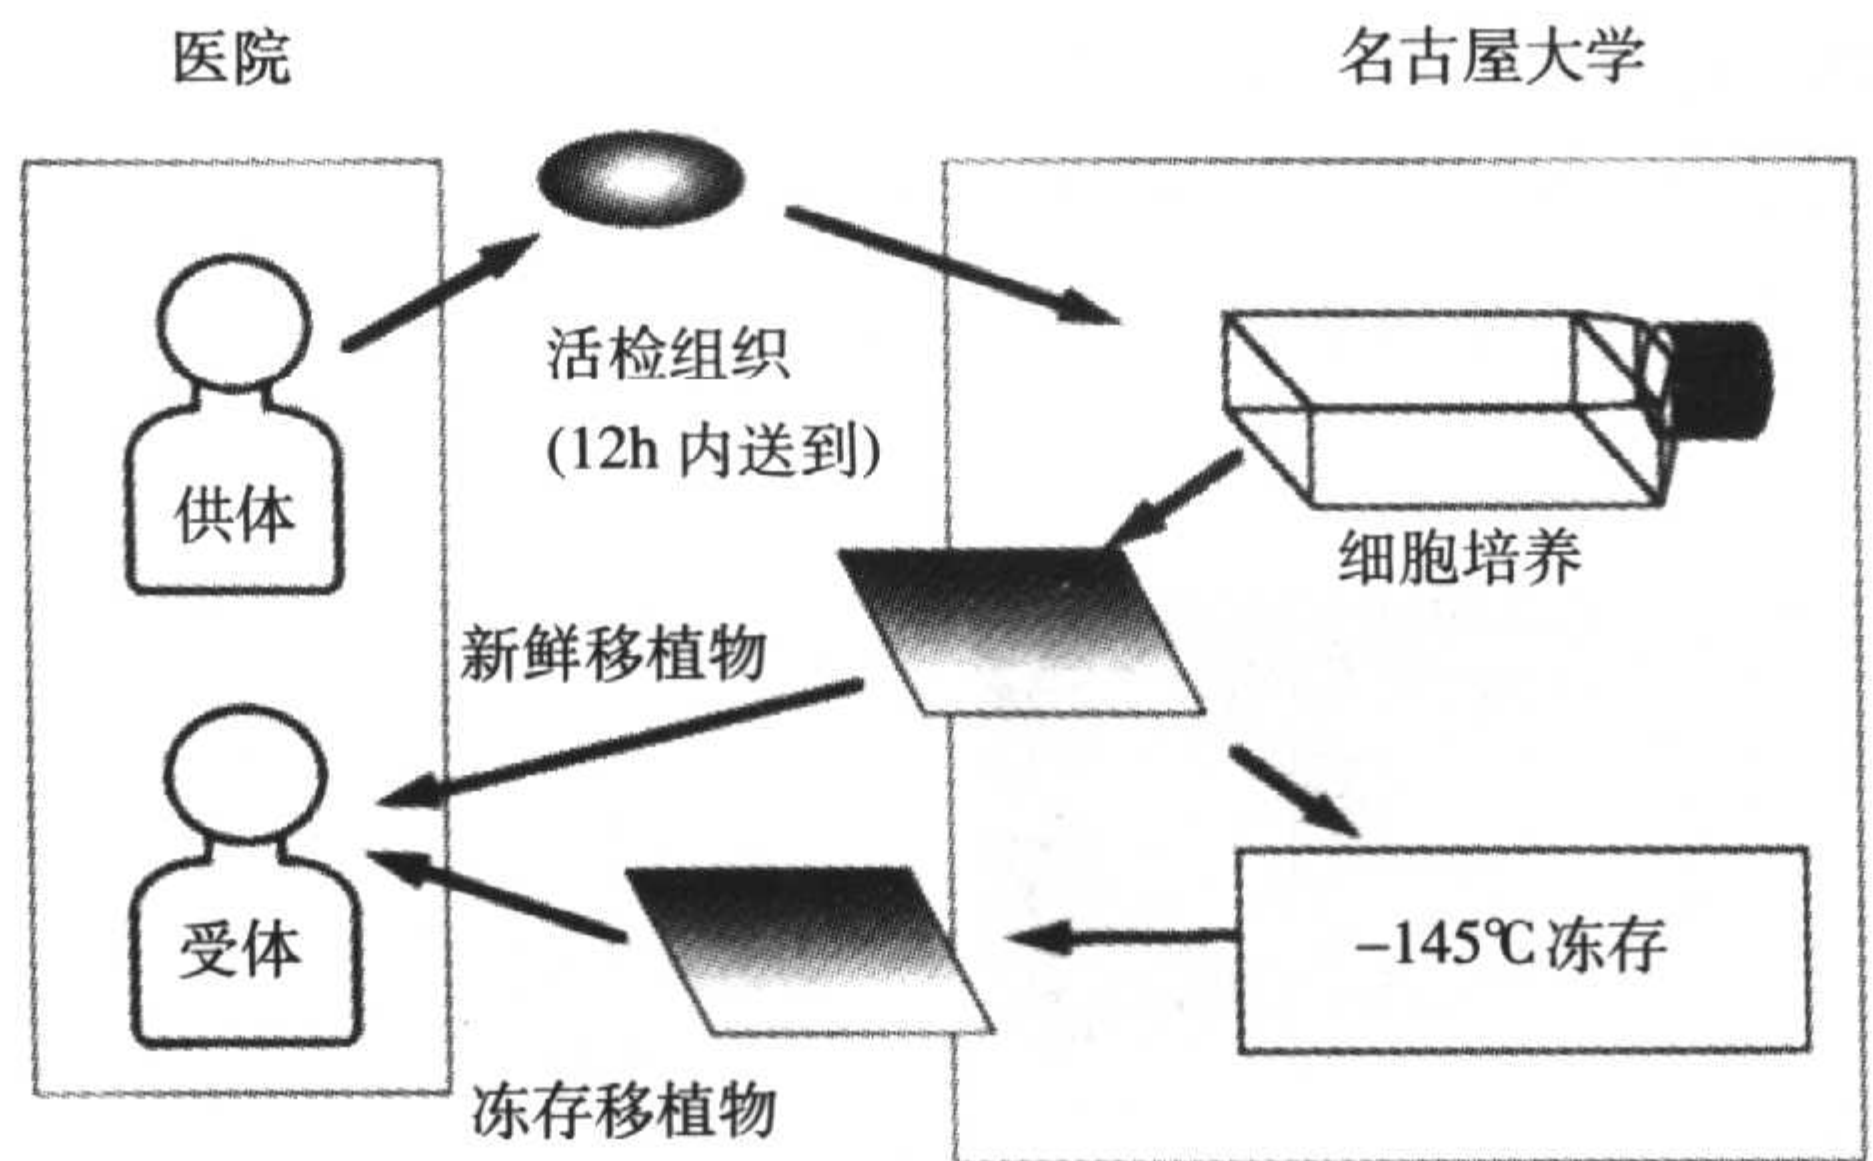 医院
名古屋大学
活检组织
(12h 内送到)
供体
细胞培养
新鲜移植物
受体
–145℃冻存
冻存移植物